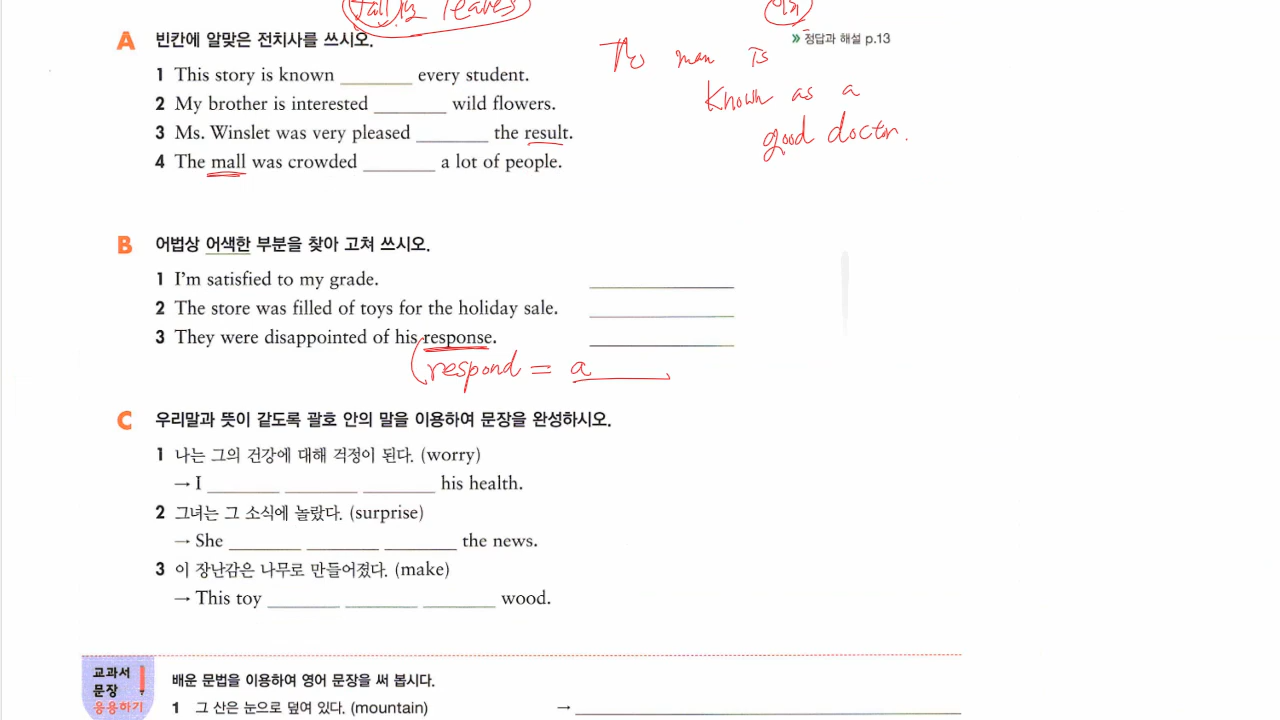 falling leaves
A 빈칸에 알맞은 전치사를 쓰시오.
» 정답과 해설 p.13
man is
known as a
good doctor.
1 This story is known ________ every student.
2 My brother is interested ________ wild flowers.
3 Ms. Winslet was very pleased ________ the result.
4 The mall was crowded ________ a lot of people.
B 어법상 어색한 부분을 찾아 고쳐 쓰시오.
1 I'm satisfied to my grade. ________
2 The store was filled of toys for the holiday sale. ________
3 They were disappointed of his response. ________
(respond = a________
C 우리말과 뜻이 같도록 괄호 안의 말을 이용하여 문장을 완성하시오.
1 나는 그의 건강에 대해 걱정이 된다. (worry)
→ I ________ ________ ________ his health.
2 그녀는 그 소식에 놀랐다. (surprise)
→ She ________ ________ ________ the news.
3 이 장난감은 나무로 만들어졌다. (make)
→ This toy ________ ________ ________ wood.
교과서
문장
응용하기 !
배운 문법을 이용하여 영어 문장을 써 봅시다.
1 그 산은 눈으로 덮여 있다. (mountain) → ________